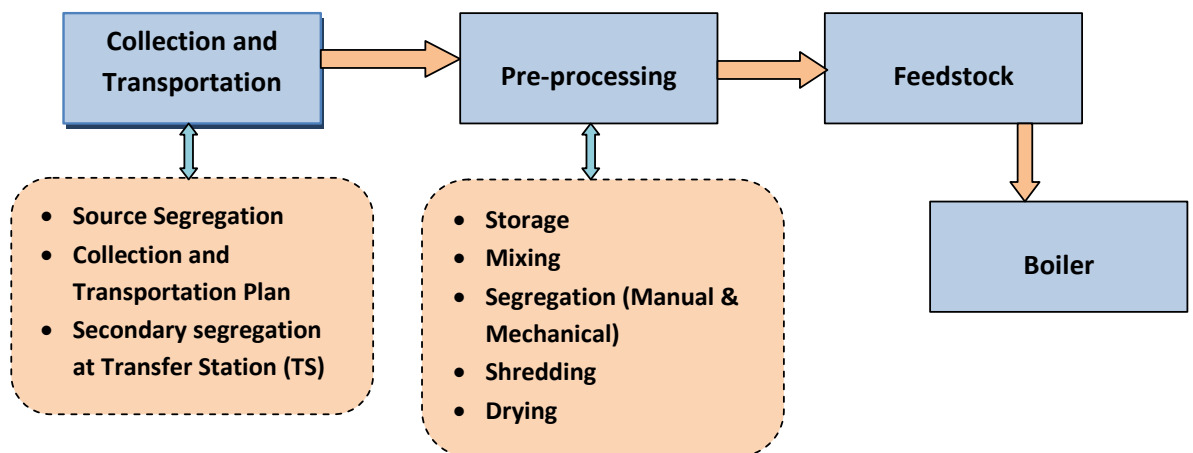 Collection and
Transportation
Pre-processing
Feedstock
Boiler
• Source Segregation
• Collection and
Transportation Plan
• Secondary segregation
at Transfer Station (TS)
• Storage
• Mixing
• Segregation (Manual &
Mechanical)
• Shredding
• Drying